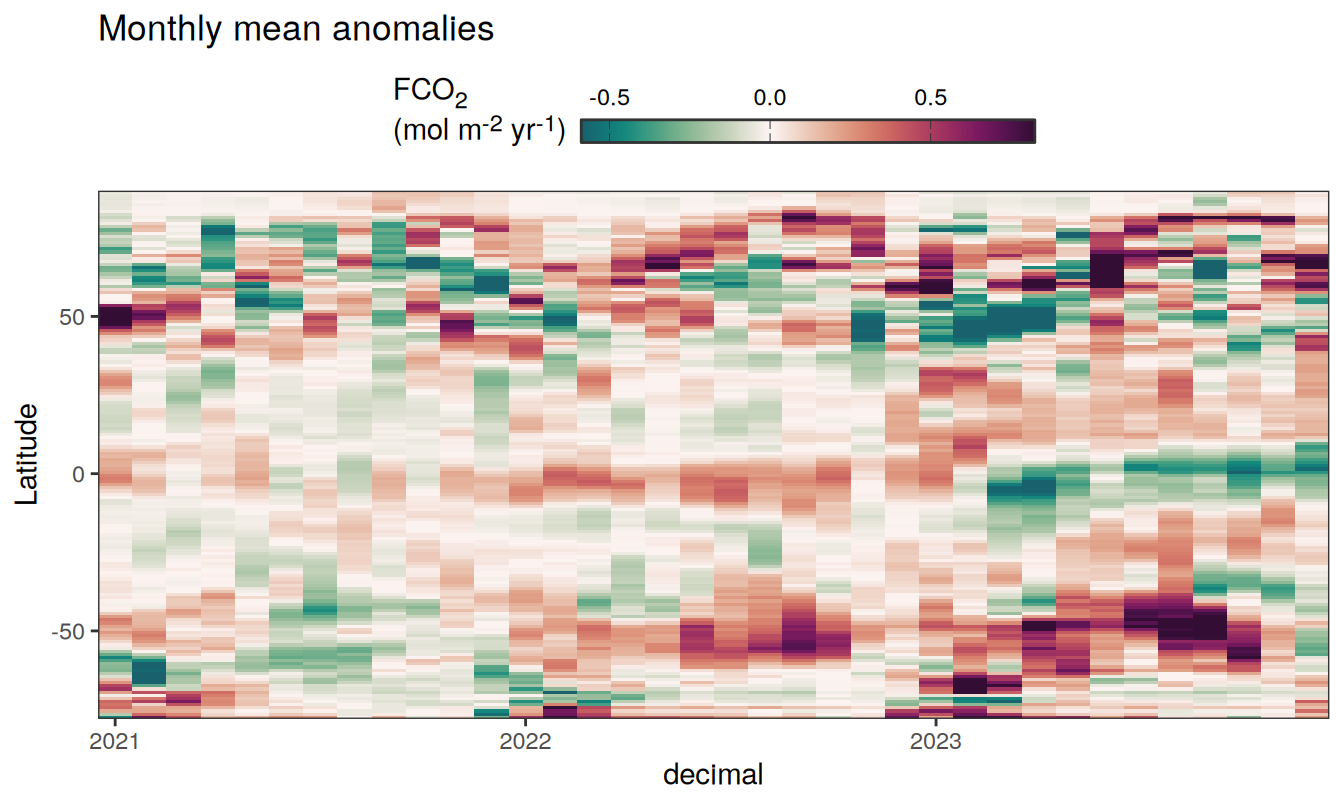 Monthly mean anomalies
FCO₂
(mol m⁻² yr⁻¹)
-0.5 0.0 0.5
Latitude
50
0
-50
2021 2022 2023
decimal